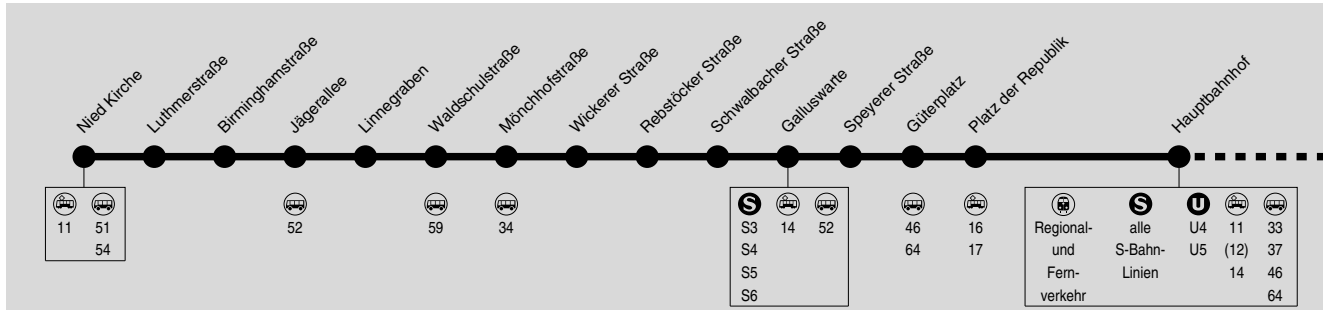 Nied Kirche
Luthmerstraße
Birminghamstraße
Jägerallee
Linnegraben
Waldschulstraße
Mönchhofstraße
Wickerer Straße
Rebstöcker Straße
Schwalbacher Straße
Galluswarte
Speyerer Straße
Güterplatz
Platz der Republik
Hauptbahnhof
11 51
54
52
59
34
S
S3 14 52
S4
S5
S6
46
64
16
17
S U
Regional- alle U4 11 33
und S-Bahn- U5 (12) 37
Fern- Linien 14 46
verkehr 64